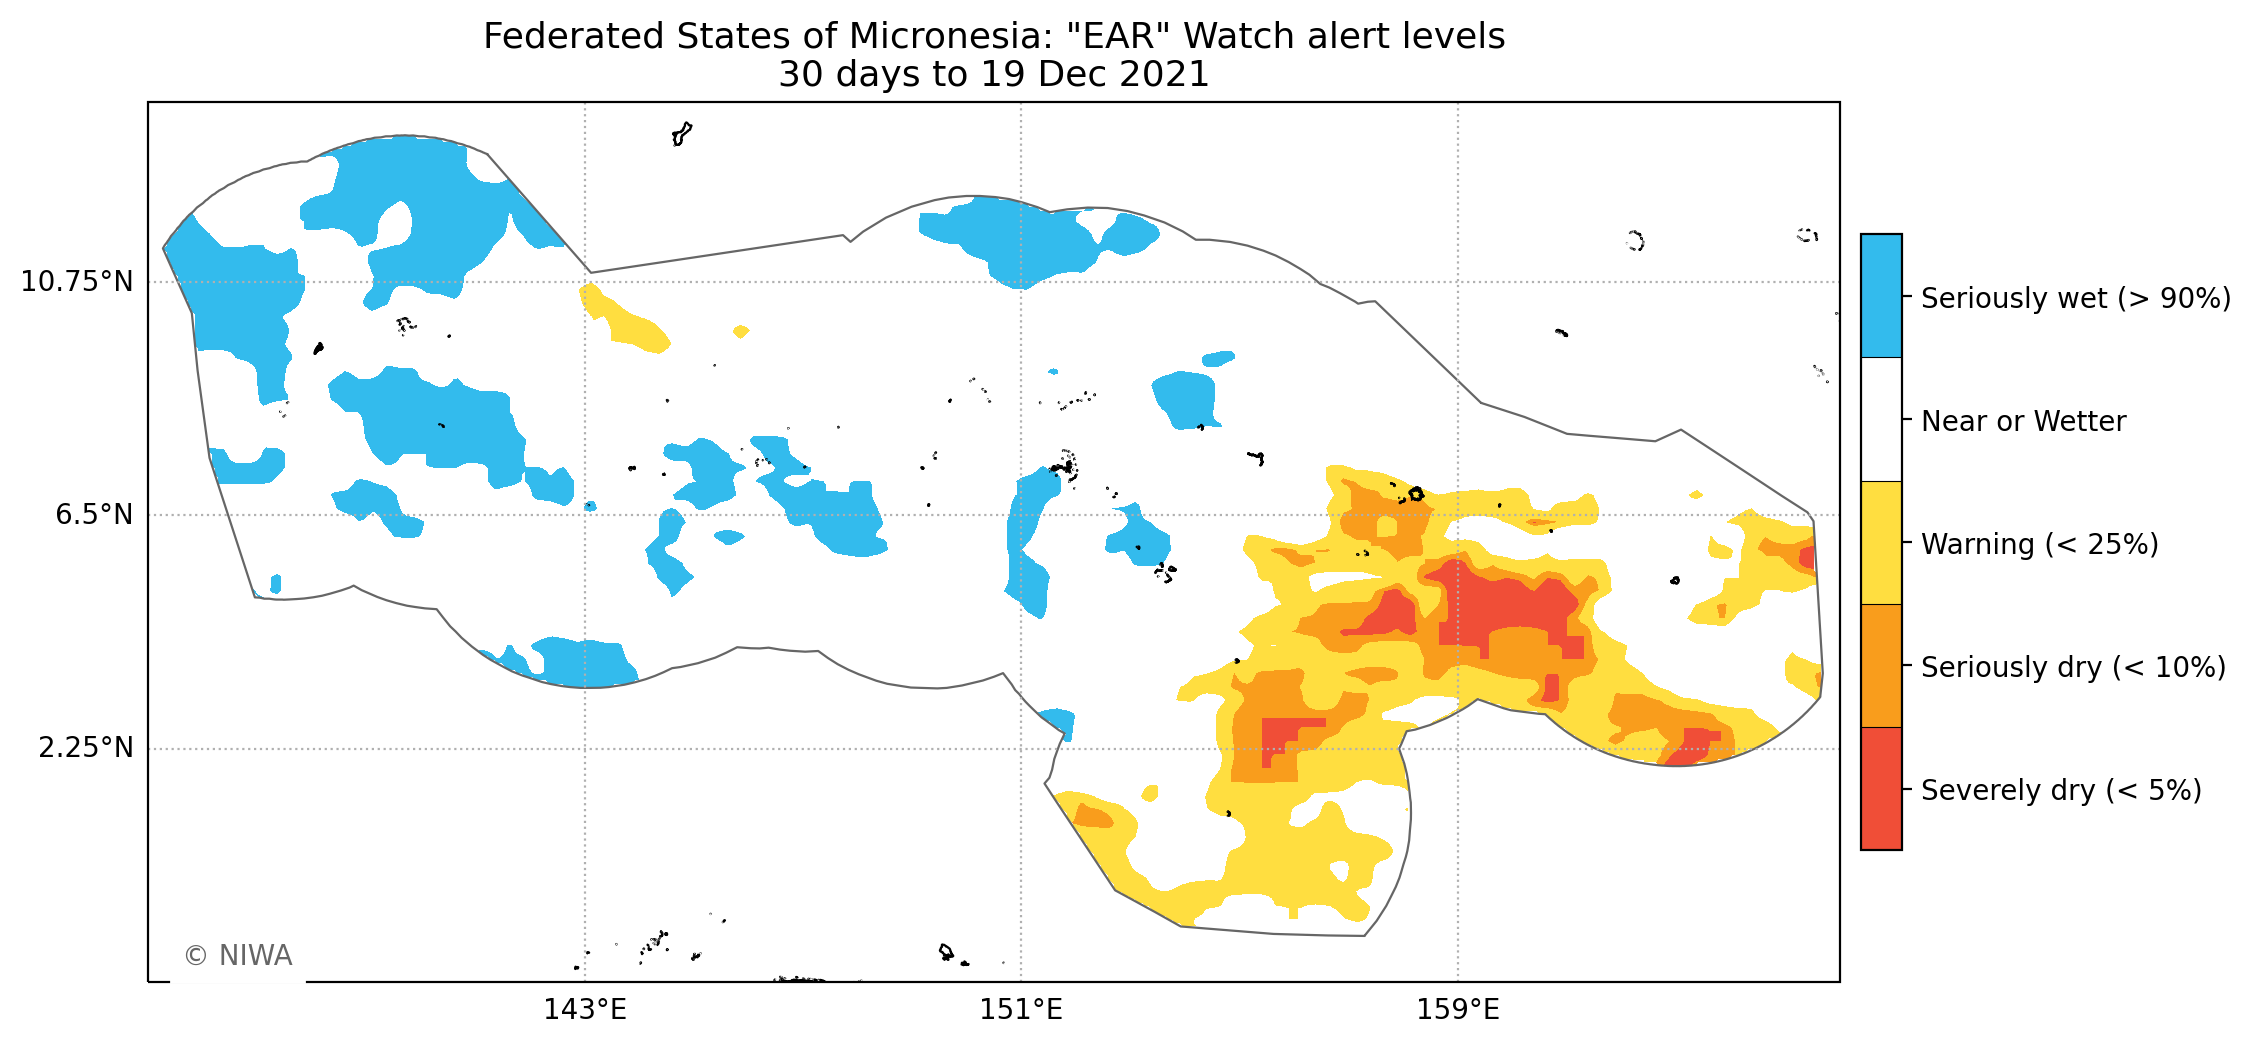 Federated States of Micronesia: "EAR" Watch alert levels
30 days to 19 Dec 2021
10.75°N
6.5°N
2.25°N
143°E
151°E
159°E
Seriously wet (> 90%)
Near or Wetter
Warning (< 25%)
Seriously dry (< 10%)
Severely dry (< 5%)
© NIWA